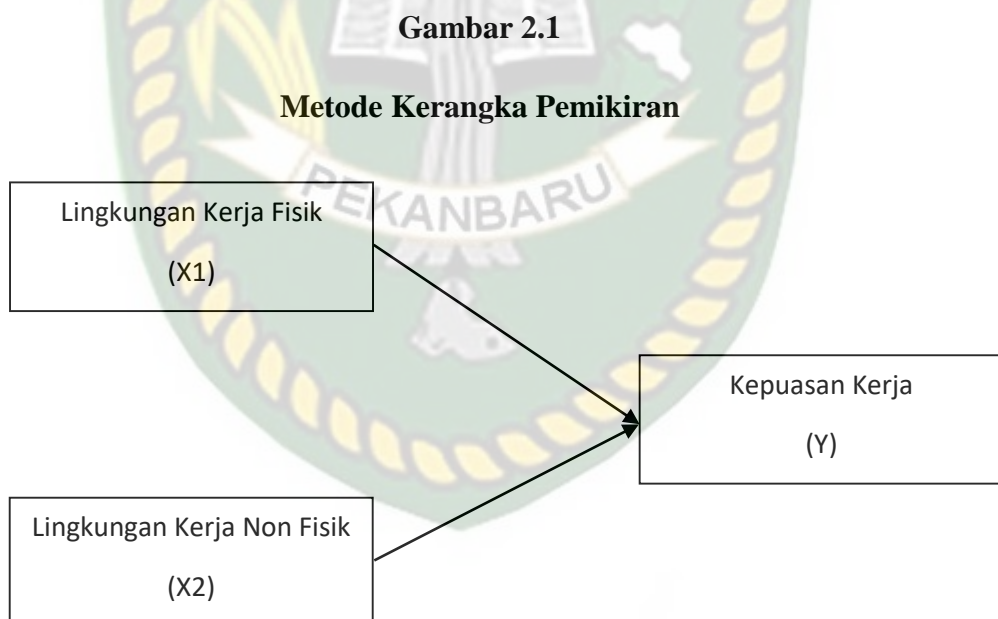 Gambar 2.1
Metode Kerangka Pemikiran
PEKANBARU
Lingkungan Kerja Fisik
(X1)
Kepuasan Kerja
(Y)
Lingkungan Kerja Non Fisik
(X2)